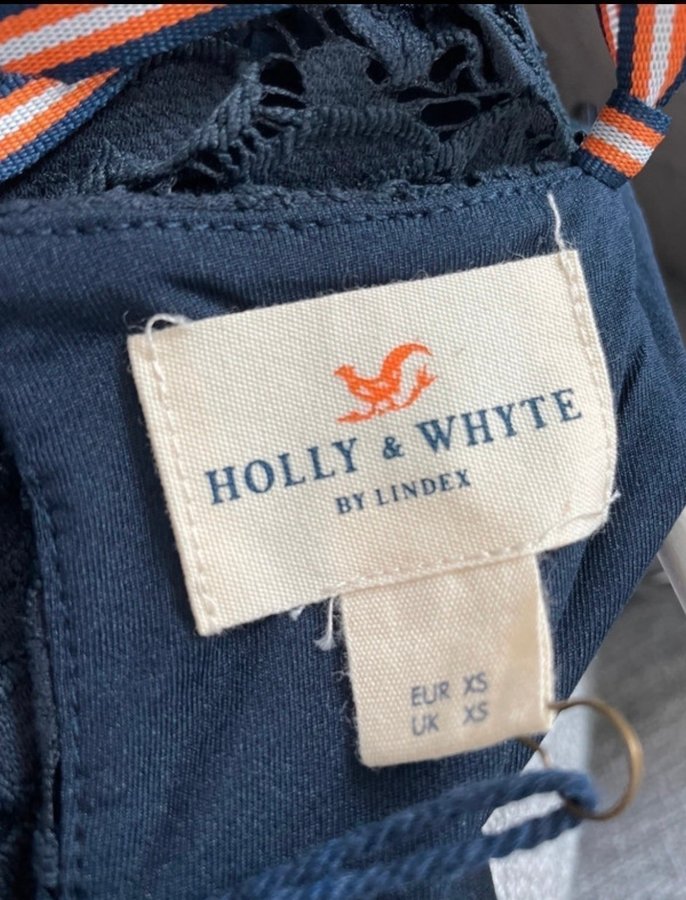 HOLLY & WHYTE
BY LINDEX
EUR XS
UK XS